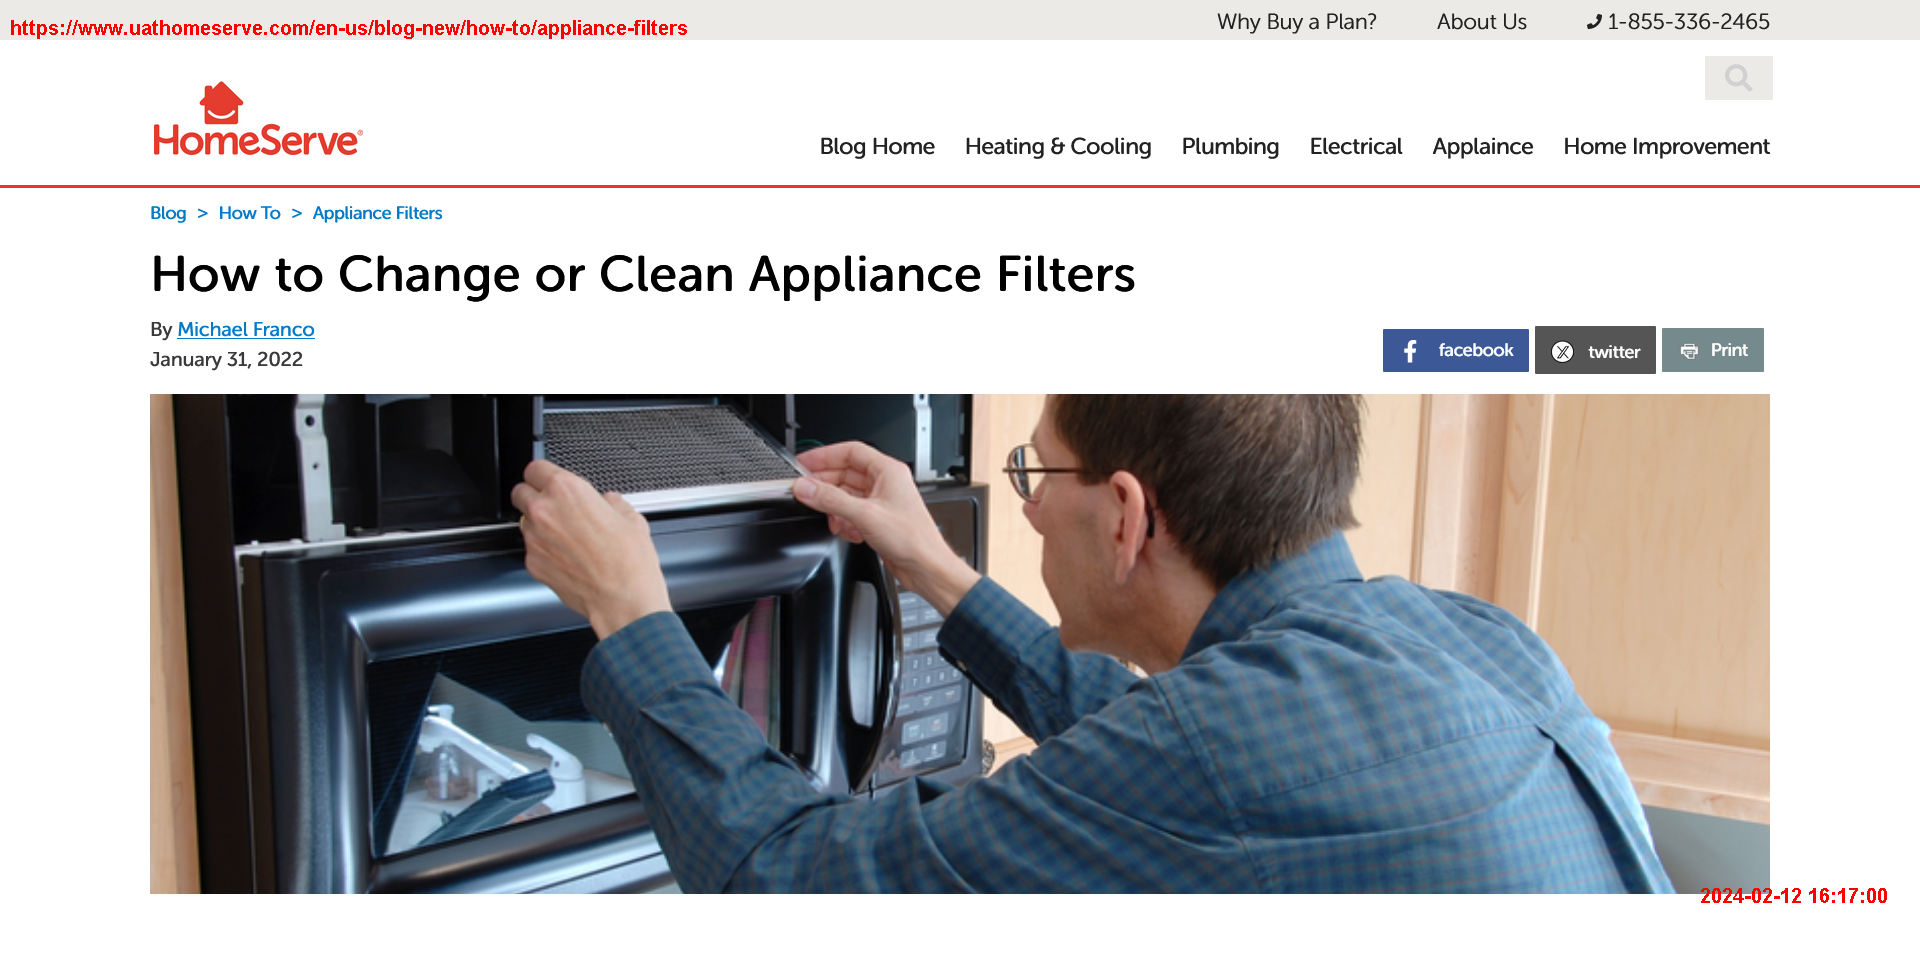 https://www.uathomeserve.com/en-us/blog-new/how-to/appliance-filters
Why Buy a Plan? About Us 1-855-336-2465
HomeServe®
Blog Home Heating & Cooling Plumbing Electrical Applaince Home Improvement
Blog > How To > Appliance Filters
How to Change or Clean Appliance Filters
By Michael Franco
January 31, 2022
facebook twitter Print
2024-02-12 16:17:00